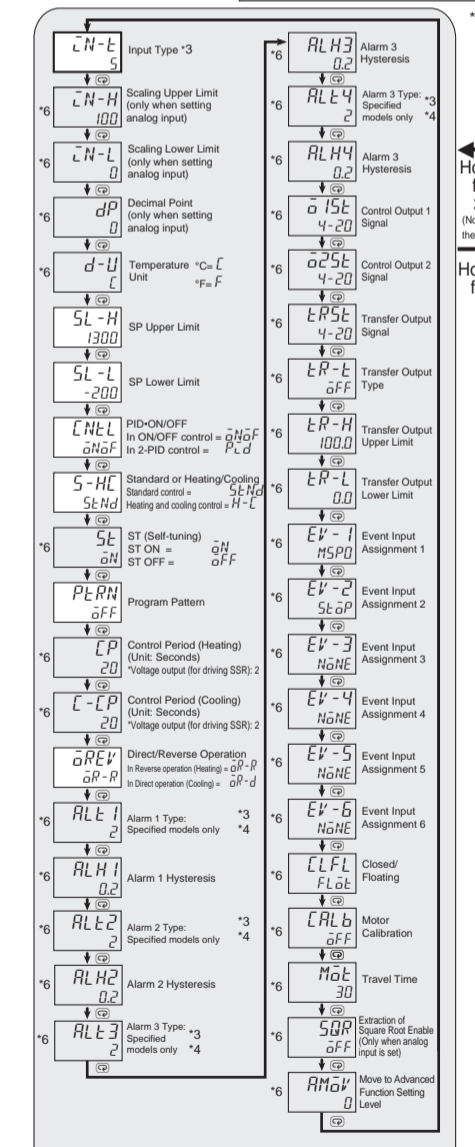 *
iN-t
5
Input Type *3
*6
iN-H
100
Scaling Upper Limit
(only when setting
analog input)
*6
iN-L
0
Scaling Lower Limit
(only when setting
analog input)
*6
dP
0
Decimal Point
(only when setting
analog input)
*6
d-U
C
Temperature °C= C
Unit °F= F
SL-H
1300
SP Upper Limit
SL-L
-200
SP Lower Limit
CNtL
oNoF
PID•ON/OFF
In ON/OFF control = oNoF
In 2-PID control = Pid
S-HC
StNd
Standard or Heating/Cooling
Standard control = StNd
Heating and cooling control = H-C
*6
St
oN
ST (Self-tuning)
ST ON = oN
ST OFF = oFF
PtRN
oFF
Program Pattern
*6
CP
20
Control Period (Heating)
(Unit: Seconds)
*Voltage output (for driving SSR): 2
*6
C-CP
20
Control Period (Cooling)
(Unit: Seconds)
*Voltage output (for driving SSR): 2
oREV
oR-R
Direct/Reverse Operation
In Reverse operation (Heating) = oR-R
In Direct operation (Cooling) = oR-d
*6
ALt1
2
Alarm 1 Type: *3
Specified models only *4
*6
ALH1
0.2
Alarm 1 Hysteresis
*6
ALt2
2
Alarm 2 Type: *3
Specified models only *4
*6
ALH2
0.2
Alarm 2 Hysteresis
*6
ALt3
2
Alarm 3 Type: *3
Specified
models only *4
*6
ALH3
0.2
Alarm 3
Hysteresis
*6
ALt4
2
Alarm 3 Type: *3
Specified
models only *4
*6
ALH4
0.2
Alarm 3
Hysteresis
*6
o1St
4-20
Control Output 1
Signal
*6
o2St
4-20
Control Output 2
Signal
*6
tRSt
4-20
Transfer Output
Signal
*6
tR-t
oFF
Transfer Output
Type
*6
tR-H
100.0
Transfer Output
Upper Limit
*6
tR-L
0.0
Transfer Output
Lower Limit
*6
EV-1
MSP0
Event Input
Assignment 1
*6
EV-2
StoP
Event Input
Assignment 2
*6
EV-3
NoNE
Event Input
Assignment 3
*6
EV-4
NoNE
Event Input
Assignment 4
*6
EV-5
NoNE
Event Input
Assignment 5
*6
EV-6
NoNE
Event Input
Assignment 6
*6
CLFL
FLot
Closed/
Floating
*6
CALb
oFF
Motor
Calibration
*6
Mot
30
Travel Time
*6
SQR
oFF
Extraction of
Square Root Enable
(Only when analog
input is set)
*6
AMoV
0
Move to Advanced
Function Setting
Level